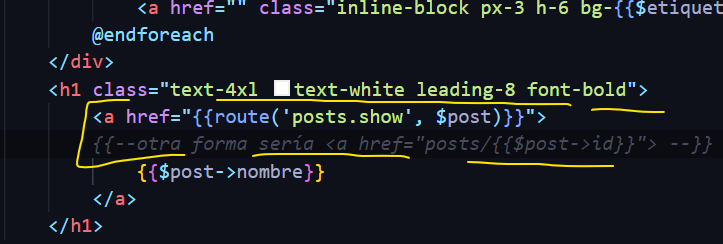 <a href="" class="inline-block px-3 h-6 bg-{{$etiquet
@endforeach
</div>
<h1 class="text-4xl text-white leading-8 font-bold">
<a href="{{route('posts.show', $post)}}">
{{--otra forma sería <a href="posts/{{$post->id}}"> --}}
{{$post->nombre}}
</a>
</h1>